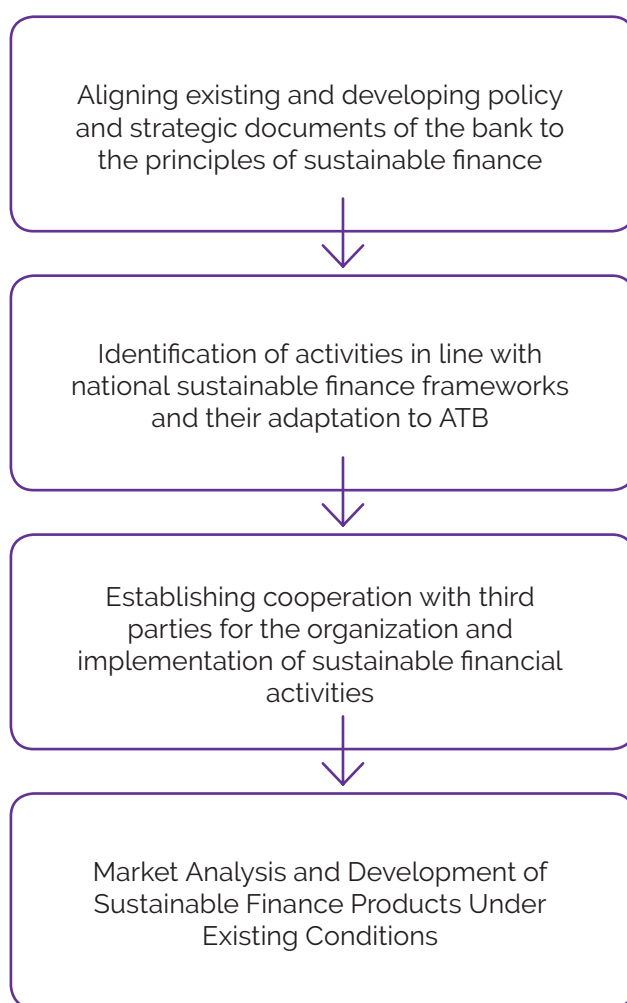 Aligning existing and developing policy
and strategic documents of the bank to
the principles of sustainable finance
Identification of activities in line with
national sustainable finance frameworks
and their adaptation to ATB
Establishing cooperation with third
parties for the organization and
implementation of sustainable financial
activities
Market Analysis and Development of
Sustainable Finance Products Under
Existing Conditions